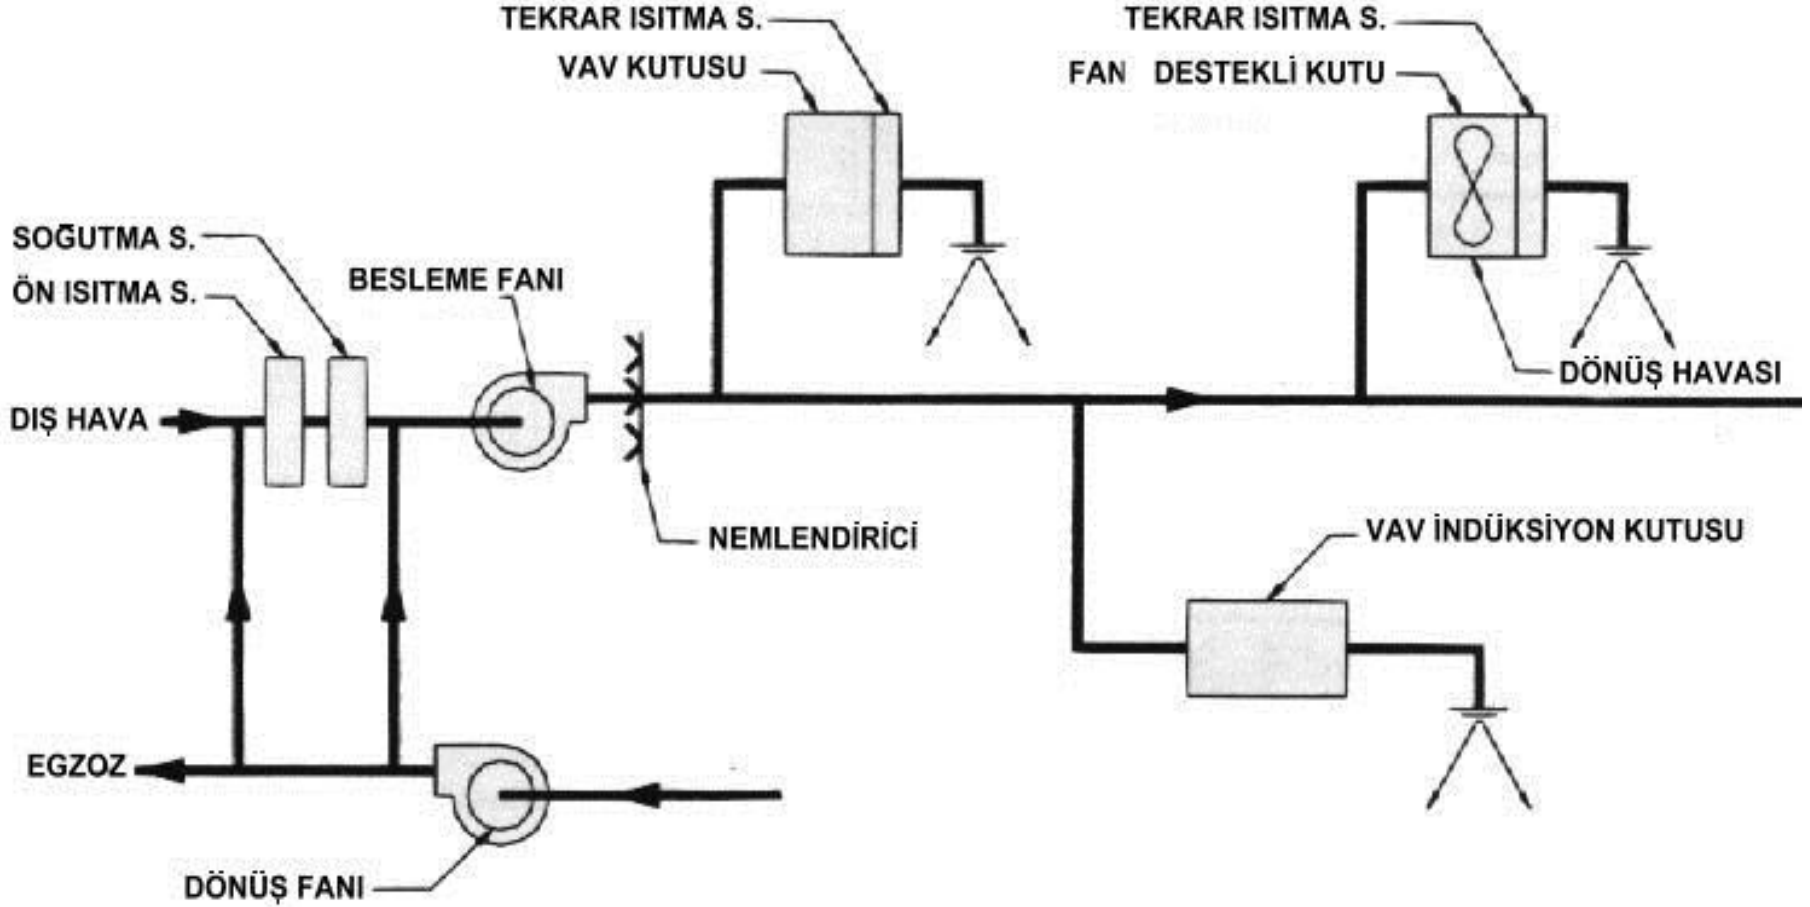 TEKRAR ISITMA S.
VAV KUTUSU
TEKRAR ISITMA S.
FAN DESTEKLİ KUTU
SOĞUTMA S.
ÖN ISITMA S.
BESLEME FANI
DÖNÜŞ HAVASI
DIŞ HAVA
NEMLENDİRİCİ
VAV İNDÜKSİYON KUTUSU
EGZOZ
DÖNÜŞ FANI